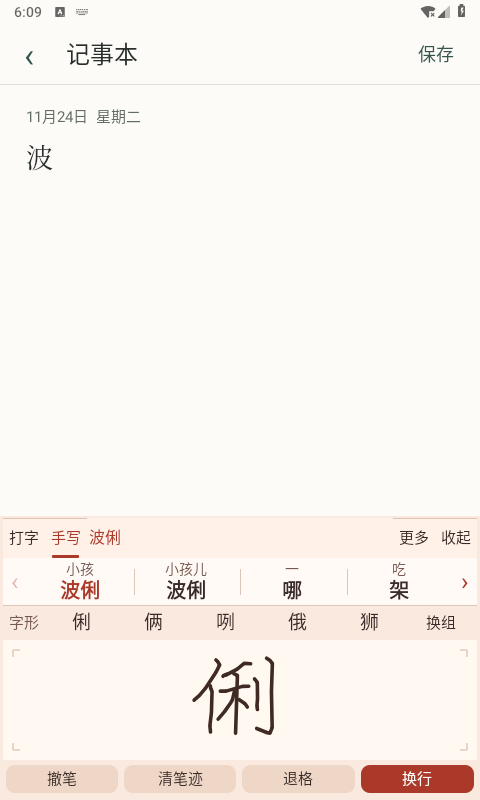 6:09
‹ 记事本 保存
11月24日 星期二
波
打字 手写 波俐 更多 收起
‹ 小孩 小孩儿 一 吃 ›
波俐 波俐 哪 架
字形 俐 俩 咧 俄 狮 换组
俐
撤笔 清笔迹 退格 换行